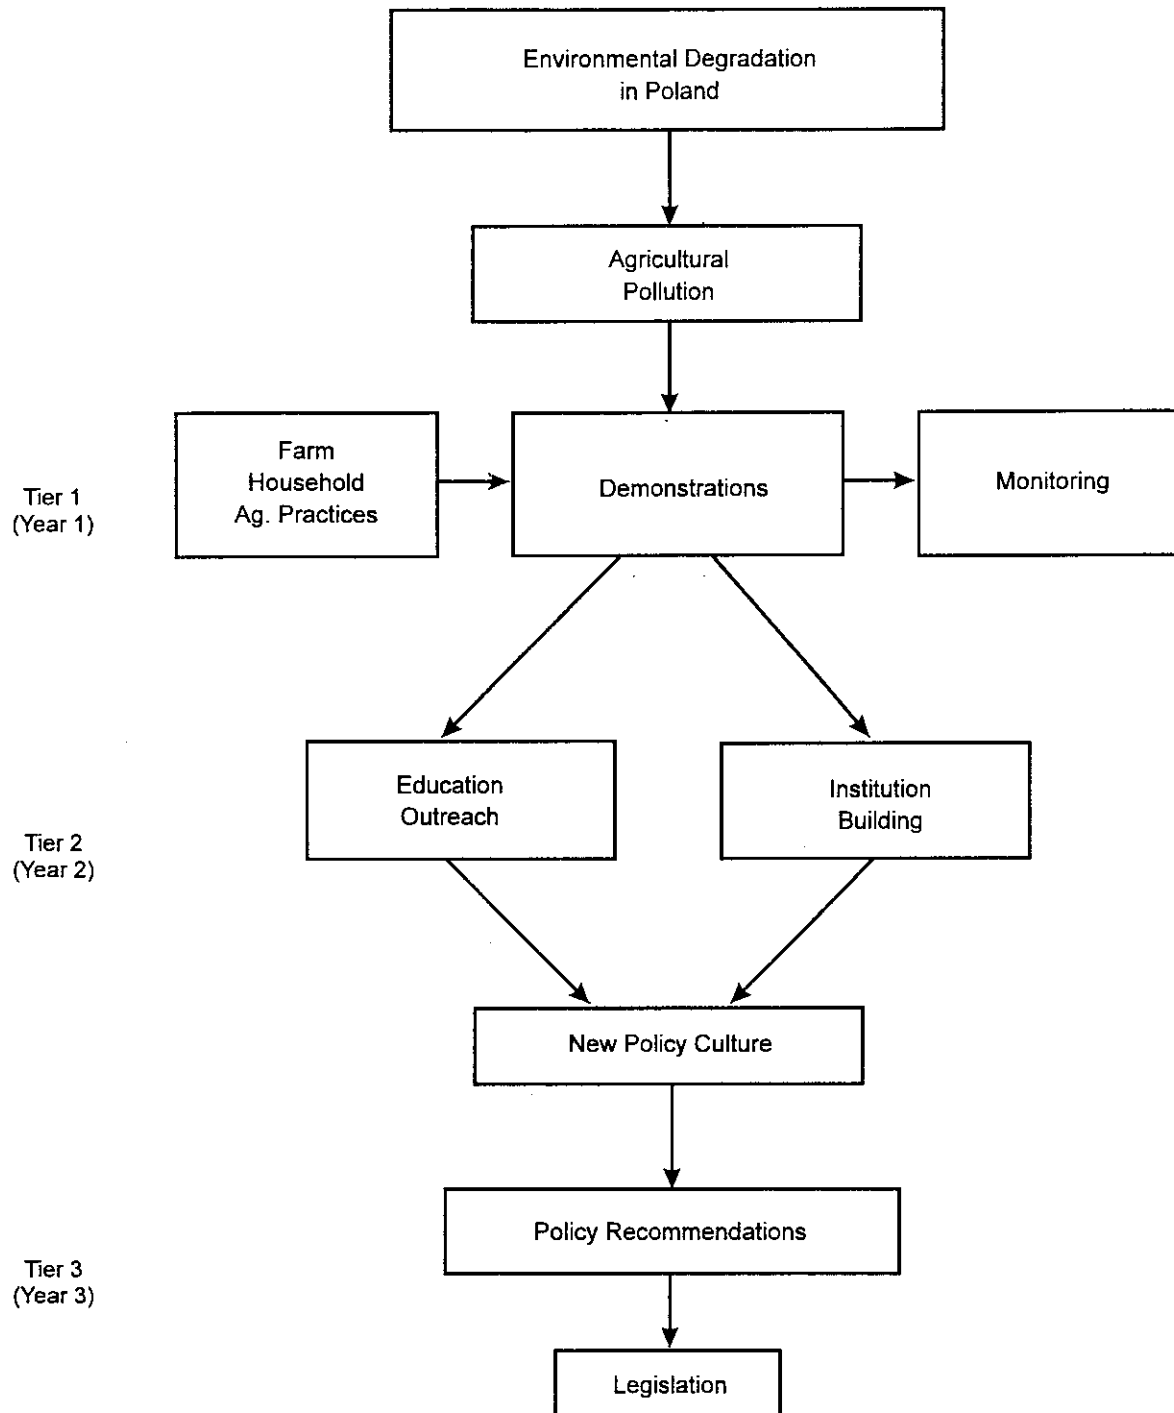 Environmental Degradation
in Poland
Agricultural
Pollution
Tier 1
(Year 1)
Farm
Household
Ag. Practices
Demonstrations
Monitoring
Tier 2
(Year 2)
Education
Outreach
Institution
Building
New Policy Culture
Tier 3
(Year 3)
Policy Recommendations
Legislation